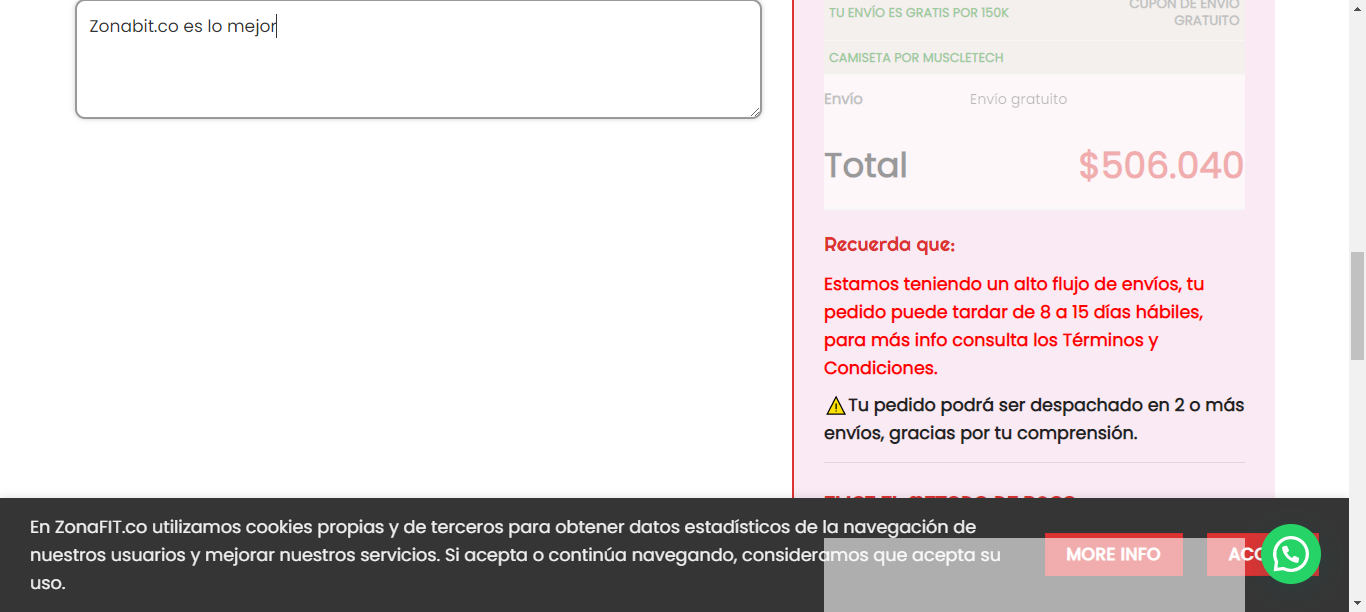 Zonabit.co es lo mejor
TU ENVÍO ES GRATIS POR 150K
CUPÓN DE ENVÍO
GRATUITO
CAMISETA POR MUSCLETECH
Envío Envío gratuito
Total $506.040
Recuerda que:
Estamos teniendo un alto flujo de envíos, tu
pedido puede tardar de 8 a 15 días hábiles,
para más info consulta los Términos y
Condiciones.
⚠Tu pedido podrá ser despachado en 2 o más
envíos, gracias por tu comprensión.
En ZonaFIT.co utilizamos cookies propias y de terceros para obtener datos estadísticos de la navegación de
nuestros usuarios y mejorar nuestros servicios. Si acepta o continúa navegando, consideramos que acepta su
uso.
MORE INFO